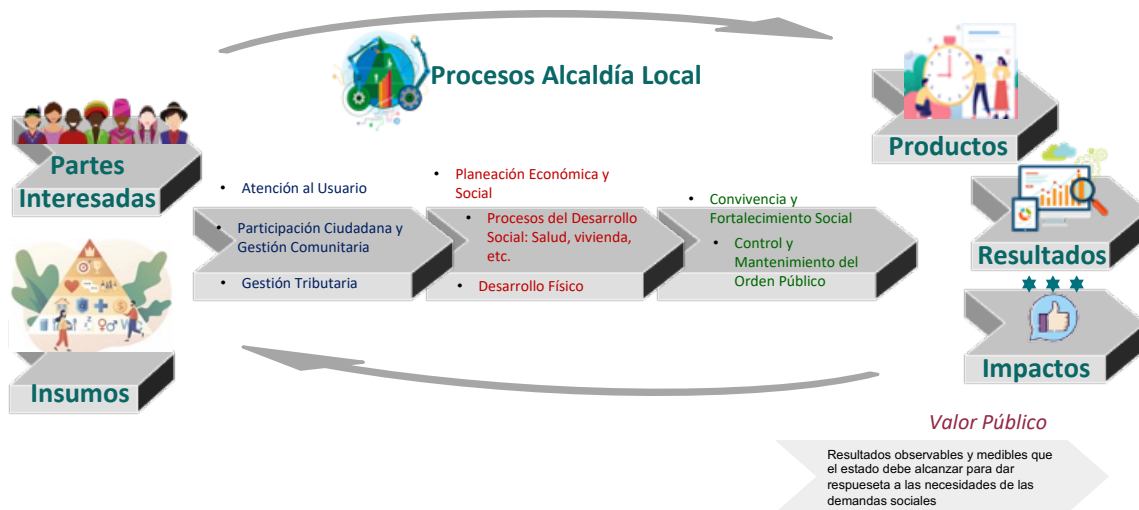 Procesos Alcaldía Local
Partes
Interesadas
Insumos
• Atención al Usuario
• Participación Ciudadana y
Gestión Comunitaria
• Gestión Tributaria
• Planeación Económica y
Social
• Procesos del Desarrollo
Social: Salud, vivienda,
etc.
• Desarrollo Físico
• Convivencia y
Fortalecimiento Social
• Control y
Mantenimiento del
Orden Público
Productos
Resultados
Impactos
Valor Público
Resultados observables y medibles que
el estado debe alcanzar para dar
respueseta a las necesidades de las
demandas sociales